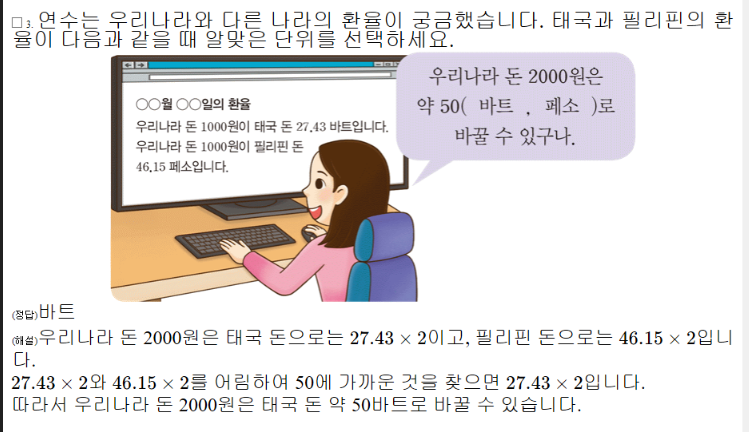 □ 3. 연수는 우리나라와 다른 나라의 환율이 궁금했습니다. 태국과 필리핀의 환
율이 다음과 같을 때 알맞은 단위를 선택하세요.
○○월 ○○일의 환율
우리나라 돈 1000원이 태국 돈 27.43 바트입니다.
우리나라 돈 1000원이 필리핀 돈
46.15 페소입니다.
우리나라 돈 2000원은
약 50( 바트 , 페소 )로
바꿀 수 있구나.
(정답)바트
(해설)우리나라 돈 2000원은 태국 돈으로는 27.43 × 2이고, 필리핀 돈으로는 46.15 × 2입니
다.
27.43 × 2와 46.15 × 2를 어림하여 50에 가까운 것을 찾으면 27.43 × 2입니다.
따라서 우리나라 돈 2000원은 태국 돈 약 50바트로 바꿀 수 있습니다.